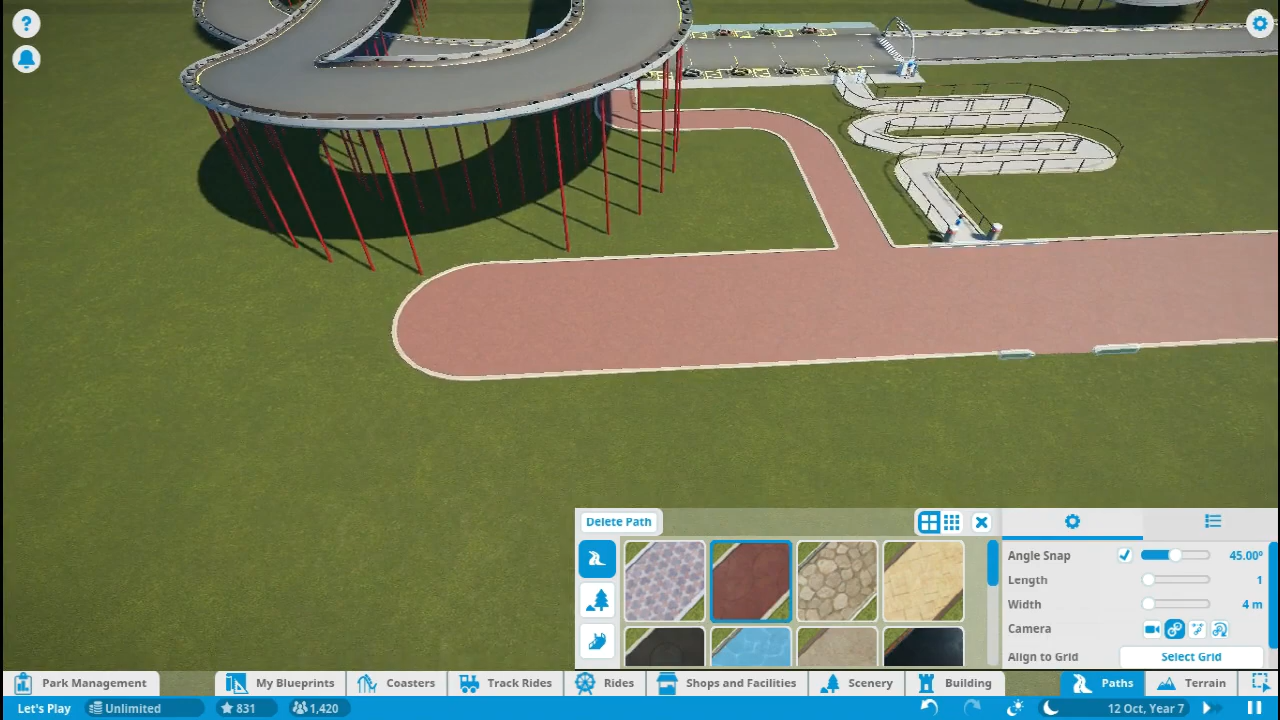 ?
Delete Path
Angle Snap 45.00°
Length 1
Width 4 m
Camera
Align to Grid Select Grid
Park Management My Blueprints Coasters Track Rides Rides Shops and Facilities Scenery Building Paths Terrain
Let's Play Unlimited 831 1,420 12 Oct, Year 7